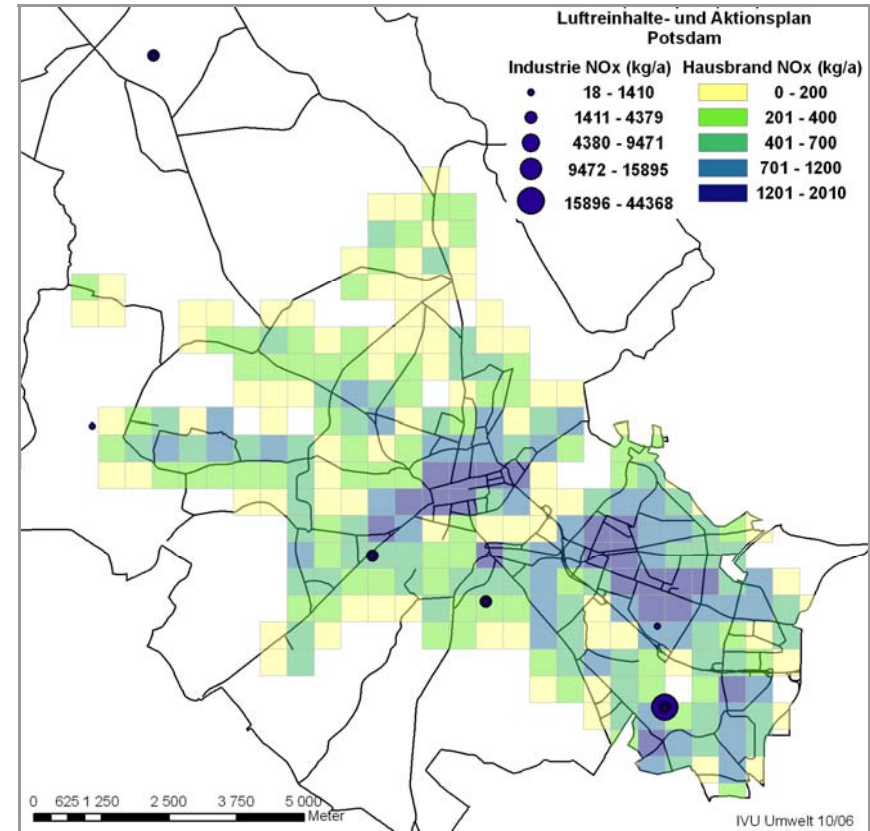 Luftreinhalte- und Aktionsplan
Potsdam
Industrie NOx (kg/a) Hausbrand NOx (kg/a)
18 - 1410 0 - 200
1411 - 4379 201 - 400
4380 - 9471 401 - 700
9472 - 15895 701 - 1200
15896 - 44368 1201 - 2010
0 625 1 250 2 500 3 750 5 000
Meter
IVU Umwelt 10/06